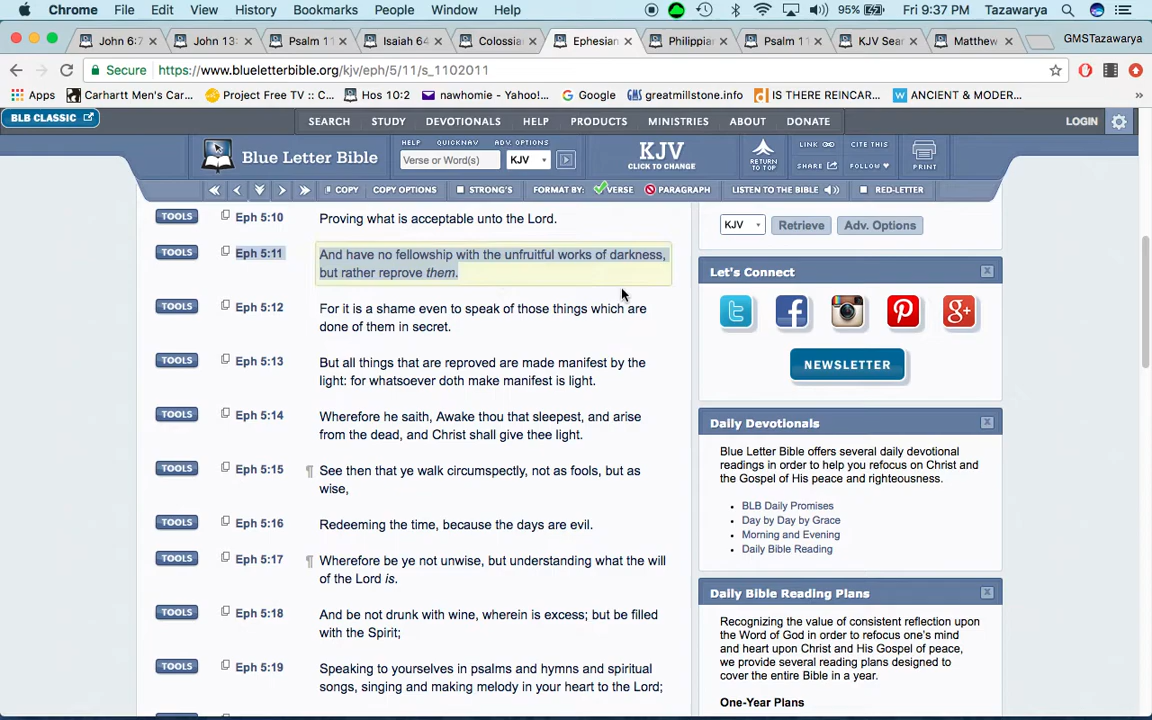 Chrome File Edit View History Bookmarks People Window Help 95% Fri 9:37 PM Tazawarya
John 6:7 John 13: Psalm 11 Isaiah 64 Colossia Ephesian Philippia Psalm 11 KJV Sea Matthew GMSTazawarya
Secure https://www.blueletterbible.org/kjv/eph/5/11/s_1102011
Apps Carhartt Men's Car... Project Free TV :: C... Hos 10:2 nawhomie - Yahoo!... Google GMS greatmillstone.info IS THERE REINCAR... ANCIENT & MODER... »
BLB CLASSIC SEARCH STUDY DEVOTIONALS HELP PRODUCTS MINISTRIES ABOUT DONATE LOGIN
HELP QUICKNAV ADV. OPTIONS
Blue Letter Bible Verse or Word(s) KJV
KJV
CLICK TO CHANGE
RETURN
TO TOP
LINK CITE THIS
SHARE FOLLOW PRINT
COPY COPY OPTIONS STRONG'S FORMAT BY: VERSE PARAGRAPH LISTEN TO THE BIBLE RED-LETTER
TOOLS Eph 5:10 Proving what is acceptable unto the Lord.
TOOLS Eph 5:11 And have no fellowship with the unfruitful works of darkness,
but rather reprove them.
TOOLS Eph 5:12 For it is a shame even to speak of those things which are
done of them in secret.
TOOLS Eph 5:13 But all things that are reproved are made manifest by the
light: for whatsoever doth make manifest is light.
TOOLS Eph 5:14 Wherefore he saith, Awake thou that sleepest, and arise
from the dead, and Christ shall give thee light.
TOOLS Eph 5:15 ¶ See then that ye walk circumspectly, not as fools, but as
wise,
TOOLS Eph 5:16 Redeeming the time, because the days are evil.
TOOLS Eph 5:17 ¶ Wherefore be ye not unwise, but understanding what the will
of the Lord is.
TOOLS Eph 5:18 And be not drunk with wine, wherein is excess; but be filled
with the Spirit;
TOOLS Eph 5:19 Speaking to yourselves in psalms and hymns and spiritual
songs, singing and making melody in your heart to the Lord;
KJV Retrieve Adv. Options
Let's Connect
NEWSLETTER
Daily Devotionals
Blue Letter Bible offers several daily devotional
readings in order to help you refocus on Christ and
the Gospel of His peace and righteousness.
• BLB Daily Promises
• Day by Day by Grace
• Morning and Evening
• Daily Bible Reading
Daily Bible Reading Plans
Recognizing the value of consistent reflection upon
the Word of God in order to refocus one's mind
and heart upon Christ and His Gospel of peace,
we provide several reading plans designed to
cover the entire Bible in a year.
One-Year Plans